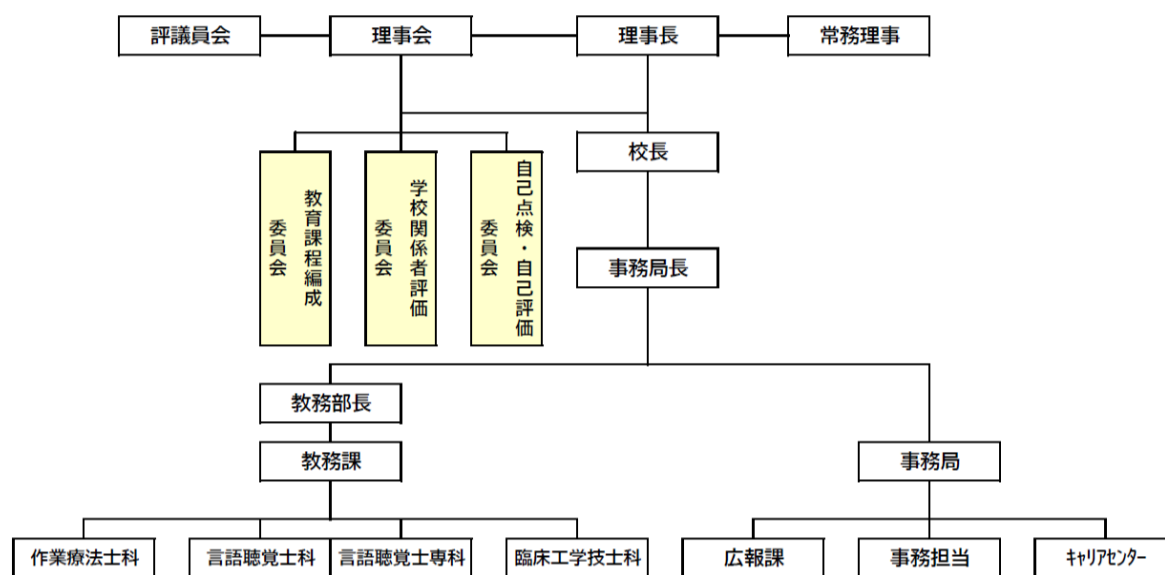 評議員会
理事会
理事長
常務理事
校長
教育課程編成
委員会
学校関係者評価
委員会
自己点検・自己評価
委員会
事務局長
教務部長
教務課
事務局
作業療法士科
言語聴覚士科
言語聴覚士専科
臨床工学技士科
広報課
事務担当
ｷｬﾘｱｾﾝﾀｰ